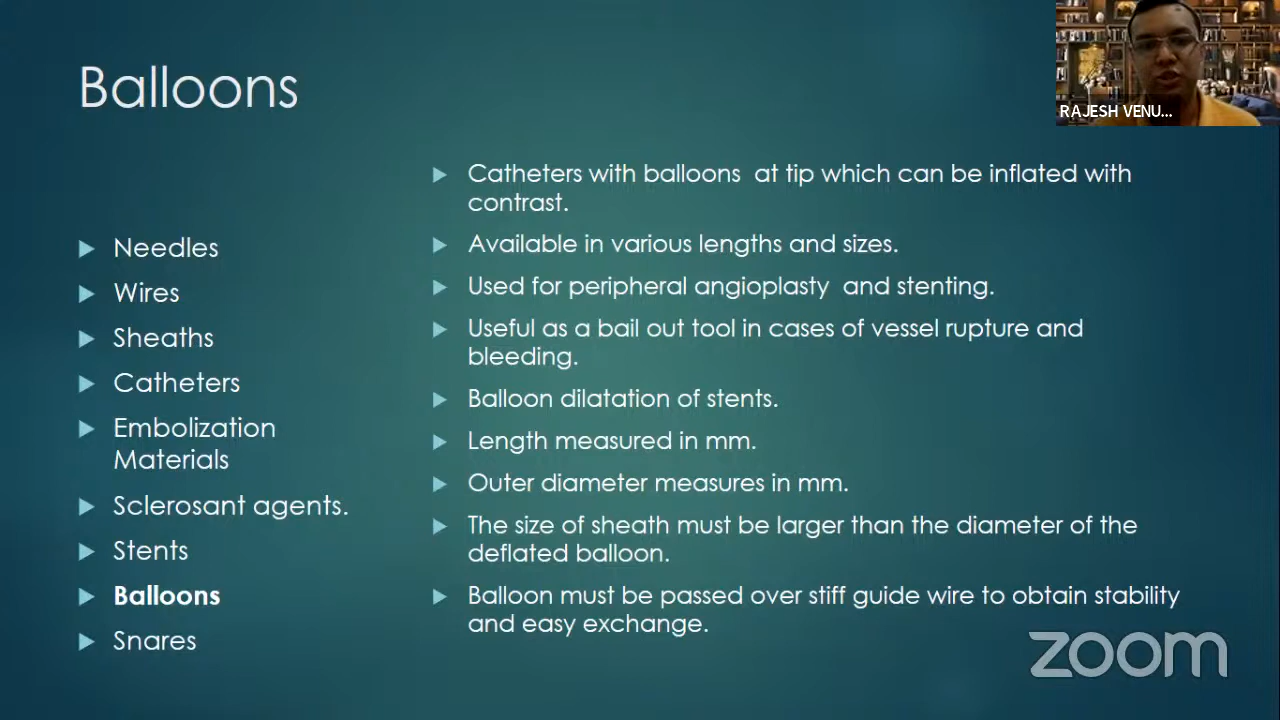 Balloons
RAJESH VENU...
Needles
Wires
Sheaths
Catheters
Embolization
Materials
Sclerosant agents.
Stents
Balloons
Snares
Catheters with balloons at tip which can be inflated with
contrast.
Available in various lengths and sizes.
Used for peripheral angioplasty and stenting.
Useful as a bail out tool in cases of vessel rupture and
bleeding.
Balloon dilatation of stents.
Length measured in mm.
Outer diameter measures in mm.
The size of sheath must be larger than the diameter of the
deflated balloon.
Balloon must be passed over stiff guide wire to obtain stability
and easy exchange.
zoom